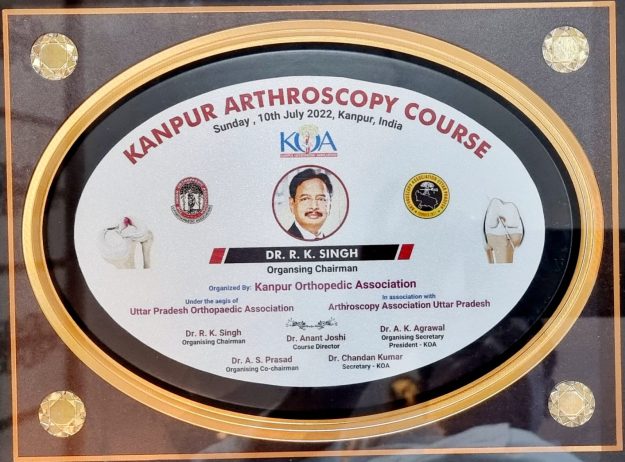 KANPUR ARTHROSCOPY COURSE
Sunday , 10th July 2022, Kanpur, India
KOA
KANPUR ORTHOPEDIC ASSOCIATION
DR. R. K. SINGH
Organsing Chairman
Organized By: Kanpur Orthopedic Association
Under the aegis of
Uttar Pradesh Orthopaedic Association
In association with
Arthroscopy Association Uttar Pradesh
Dr. R. K. Singh
Organising Chairman
Dr. Anant Joshi
Course Director
Dr. A. K. Agrawal
Organising Secretary
President - KOA
Dr. A. S. Prasad
Organising Co-chairman
Dr. Chandan Kumar
Secretary - KOA